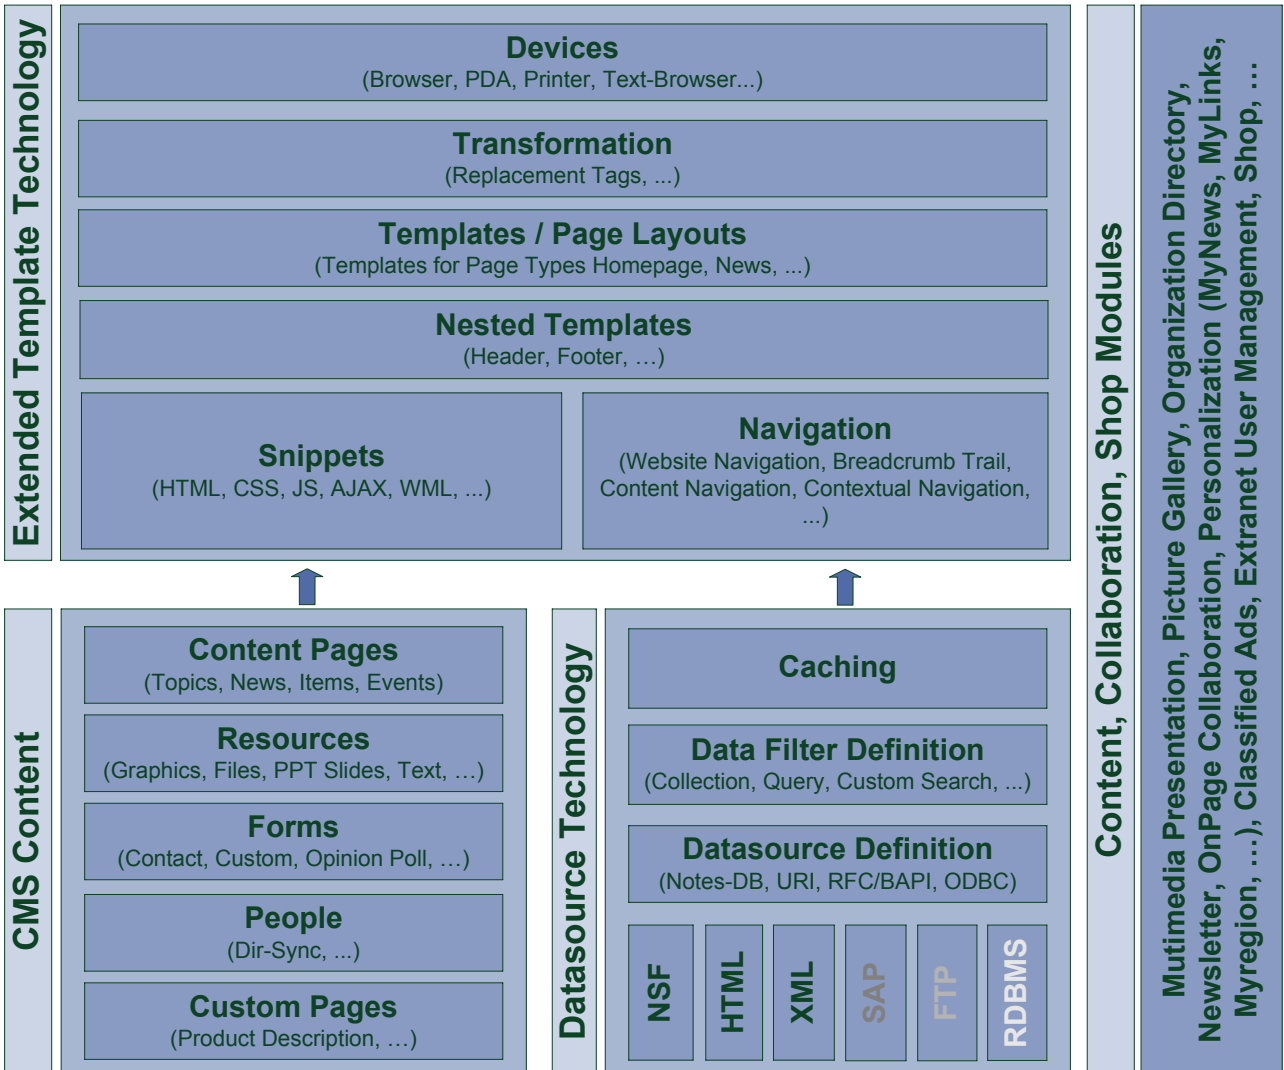 Extended Template Technology
Devices
(Browser, PDA, Printer, Text-Browser...)
Transformation
(Replacement Tags, ...)
Templates / Page Layouts
(Templates for Page Types Homepage, News, ...)
Nested Templates
(Header, Footer, …)
Snippets
(HTML, CSS, JS, AJAX, WML, ...)
Navigation
(Website Navigation, Breadcrumb Trail,
Content Navigation, Contextual Navigation,
...)
CMS Content
Content Pages
(Topics, News, Items, Events)
Resources
(Graphics, Files, PPT Slides, Text, …)
Forms
(Contact, Custom, Opinion Poll, …)
People
(Dir-Sync, ...)
Custom Pages
(Product Description, …)
Datasource Technology
Caching
Data Filter Definition
(Collection, Query, Custom Search, ...)
Datasource Definition
(Notes-DB, URI, RFC/BAPI, ODBC)
NSF
HTML
XML
SAP
FTP
RDBMS
Content, Collaboration, Shop Modules
Mutimedia Presentation, Picture Gallery, Organization Directory,
Newsletter, OnPage Collaboration, Personalization (MyNews, MyLinks,
Myregion, …), Classified Ads, Extranet User Management, Shop, …